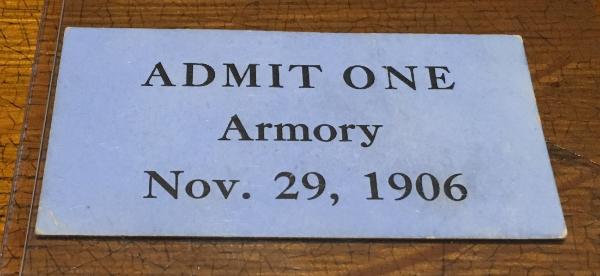 ADMIT ONE
Armory
Nov. 29, 1906